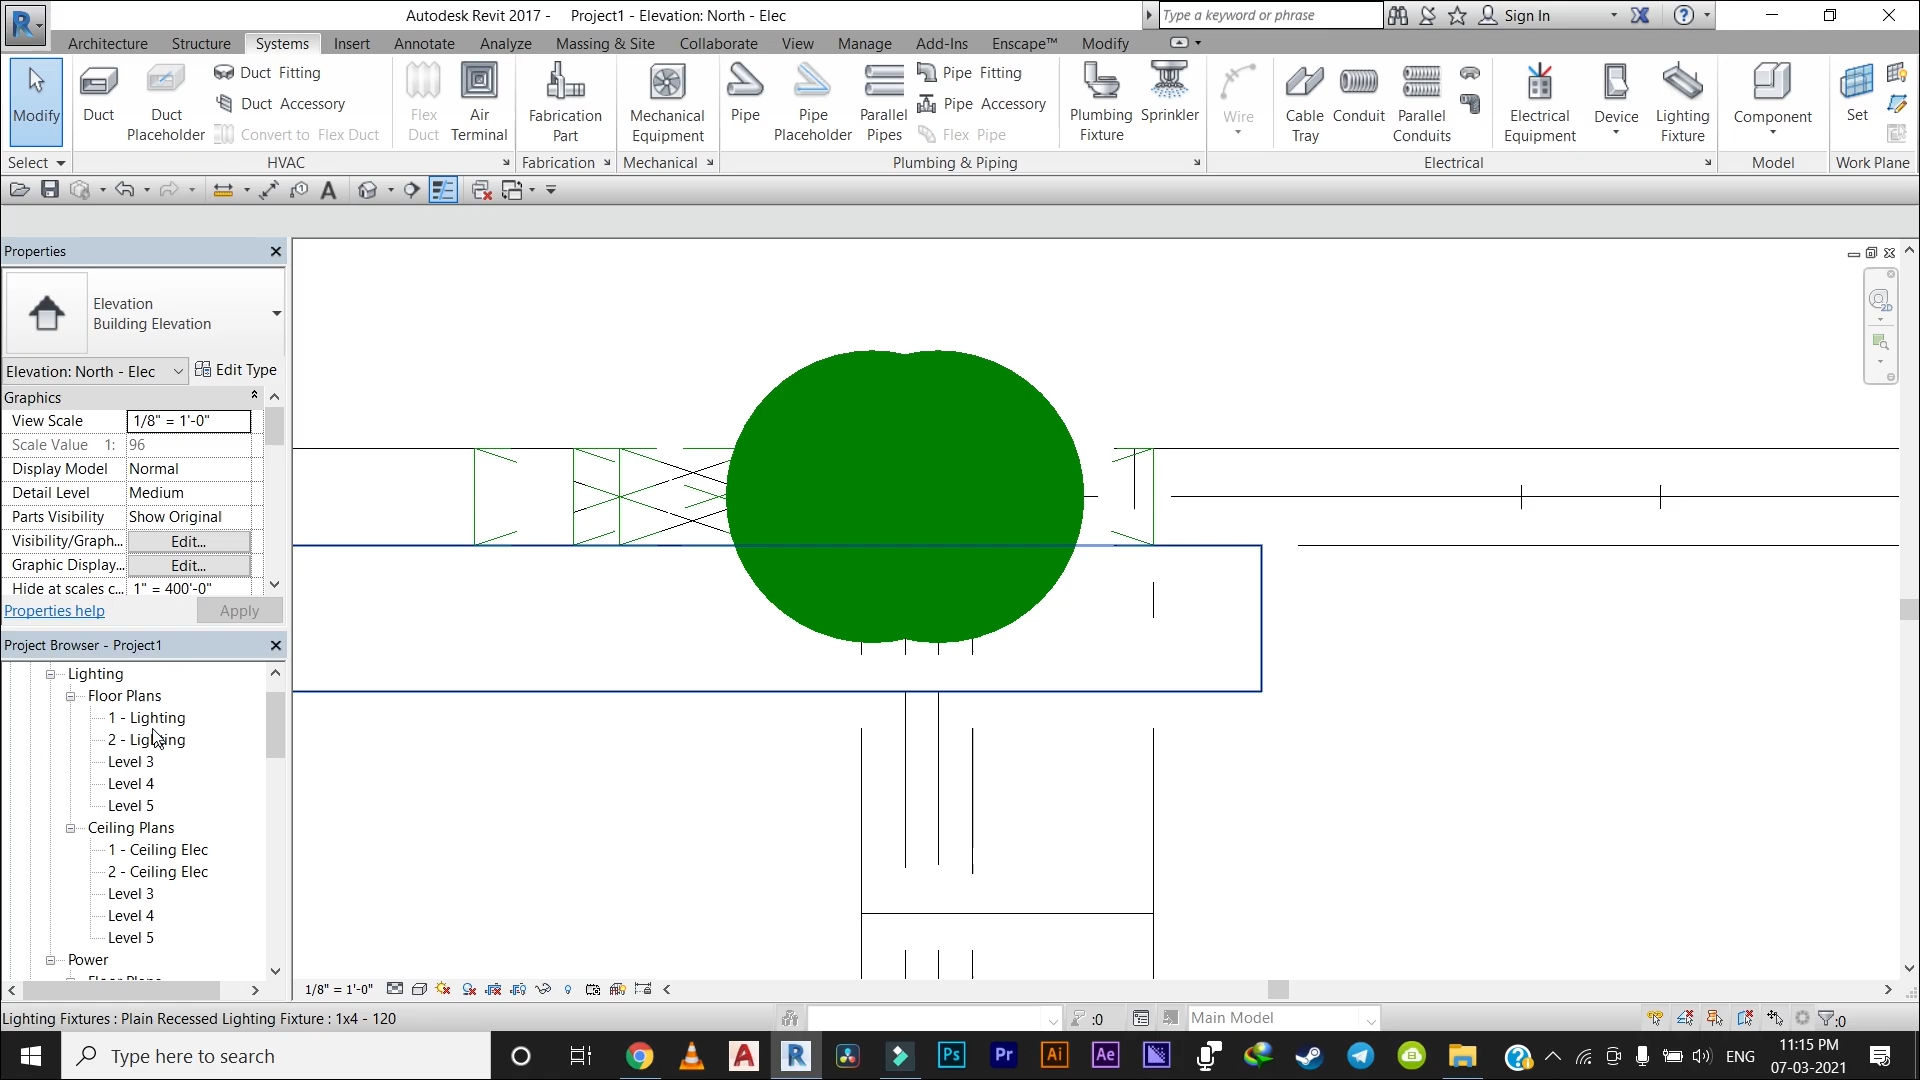 Autodesk Revit 2017 -    Project1 - Elevation: North - Elec
Type a keyword or phrase
Sign In
Architecture Structure Systems Insert Annotate Analyze Massing & Site Collaborate View Manage Add-Ins Enscape™ Modify
Modify
Duct
Duct Placeholder
Duct Fitting
Duct Accessory
Convert to Flex Duct
Flex Duct
Air Terminal
Fabrication Part
Mechanical Equipment
Pipe
Pipe Placeholder
Parallel Pipes
Pipe Fitting
Pipe Accessory
Flex Pipe
Plumbing Fixture
Sprinkler
Wire
Cable Tray
Conduit
Parallel Conduits
Electrical Equipment
Device
Lighting Fixture
Component
Set
Select HVAC Fabrication Mechanical Plumbing & Piping Electrical Model Work Plane
A
Properties
Elevation
Building Elevation
Elevation: North - Elec Edit Type
Graphics
View Scale 1/8" = 1'-0"
Scale Value 1: 96
Display Model Normal
Detail Level Medium
Parts Visibility Show Original
Visibility/Graph... Edit...
Graphic Display... Edit...
Hide at scales c... 1" = 400'-0"
Properties help Apply
Project Browser - Project1
Lighting
Floor Plans
1 - Lighting
2 - Lighting
Level 3
Level 4
Level 5
Ceiling Plans
1 - Ceiling Elec
2 - Ceiling Elec
Level 3
Level 4
Level 5
Power
Floor Plans
2D
1/8" = 1'-0"
Lighting Fixtures : Plain Recessed Lighting Fixture : 1x4 - 120
:0
Main Model
:0
Type here to search
Ps Pr Ai Ae
ENG
11:15 PM
07-03-2021